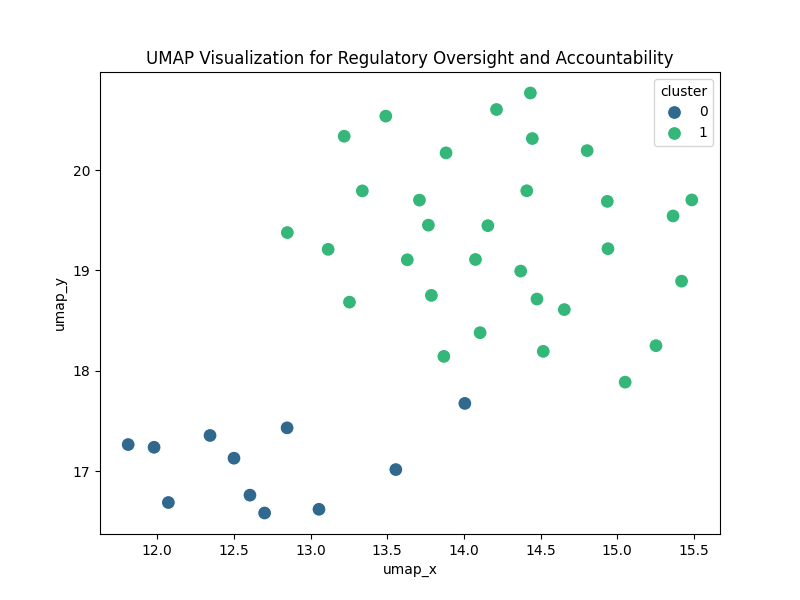 UMAP Visualization for Regulatory Oversight and Accountability
cluster
0
1
20
19
18
17
umap_y
12.0 12.5 13.0 13.5 14.0 14.5 15.0 15.5
umap_x